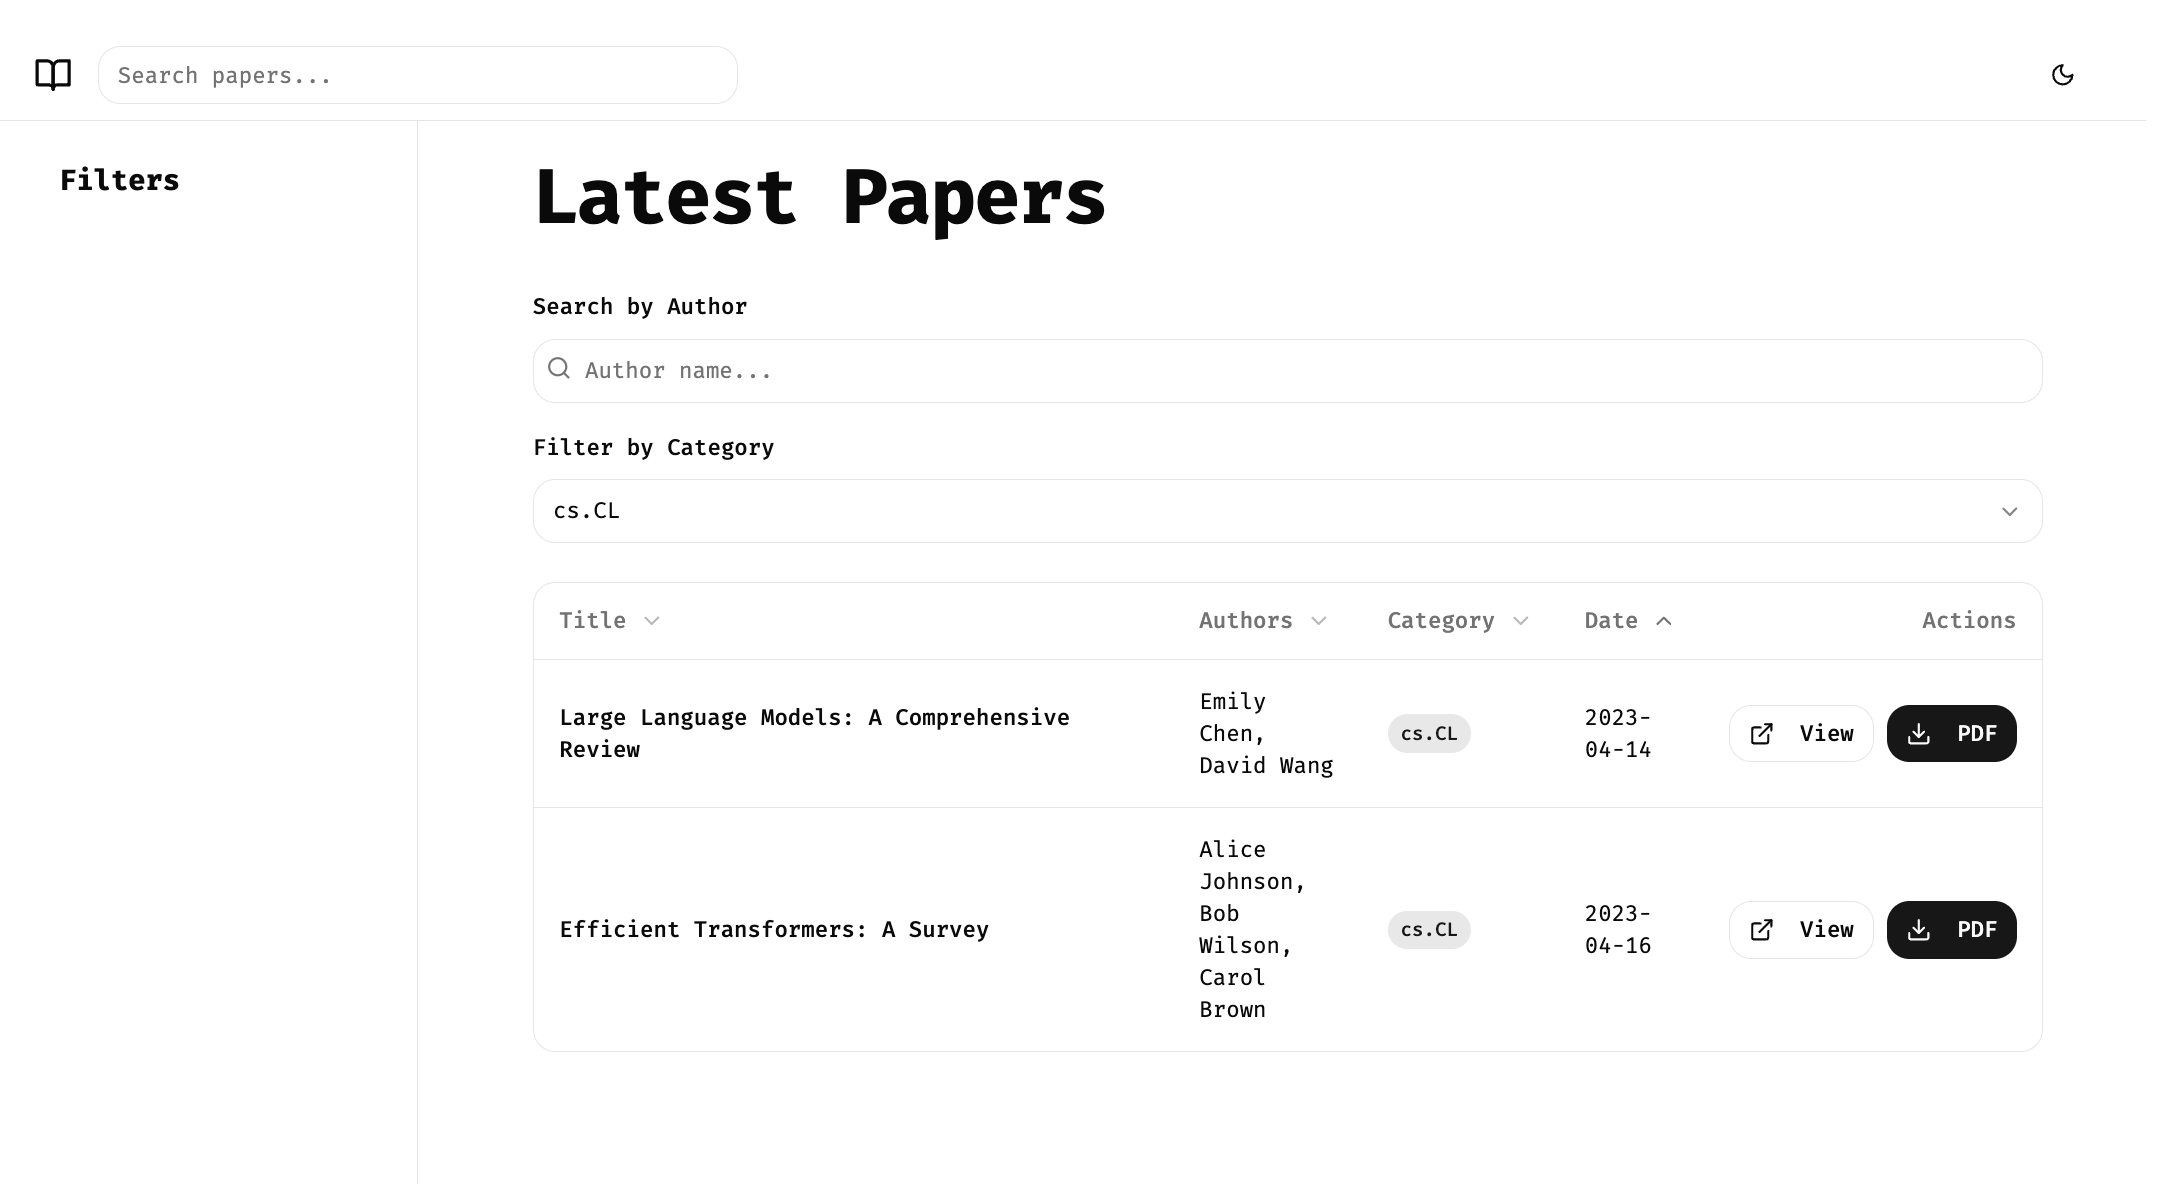 Search papers...
Filters
Latest Papers
Search by Author
Author name...
Filter by Category
cs.CL
Title Authors Category Date Actions
Large Language Models: A Comprehensive
Review
Emily
Chen,
David Wang
cs.CL
2023-
04-14
View PDF
Efficient Transformers: A Survey
Alice
Johnson,
Bob
Wilson,
Carol
Brown
cs.CL
2023-
04-16
View PDF